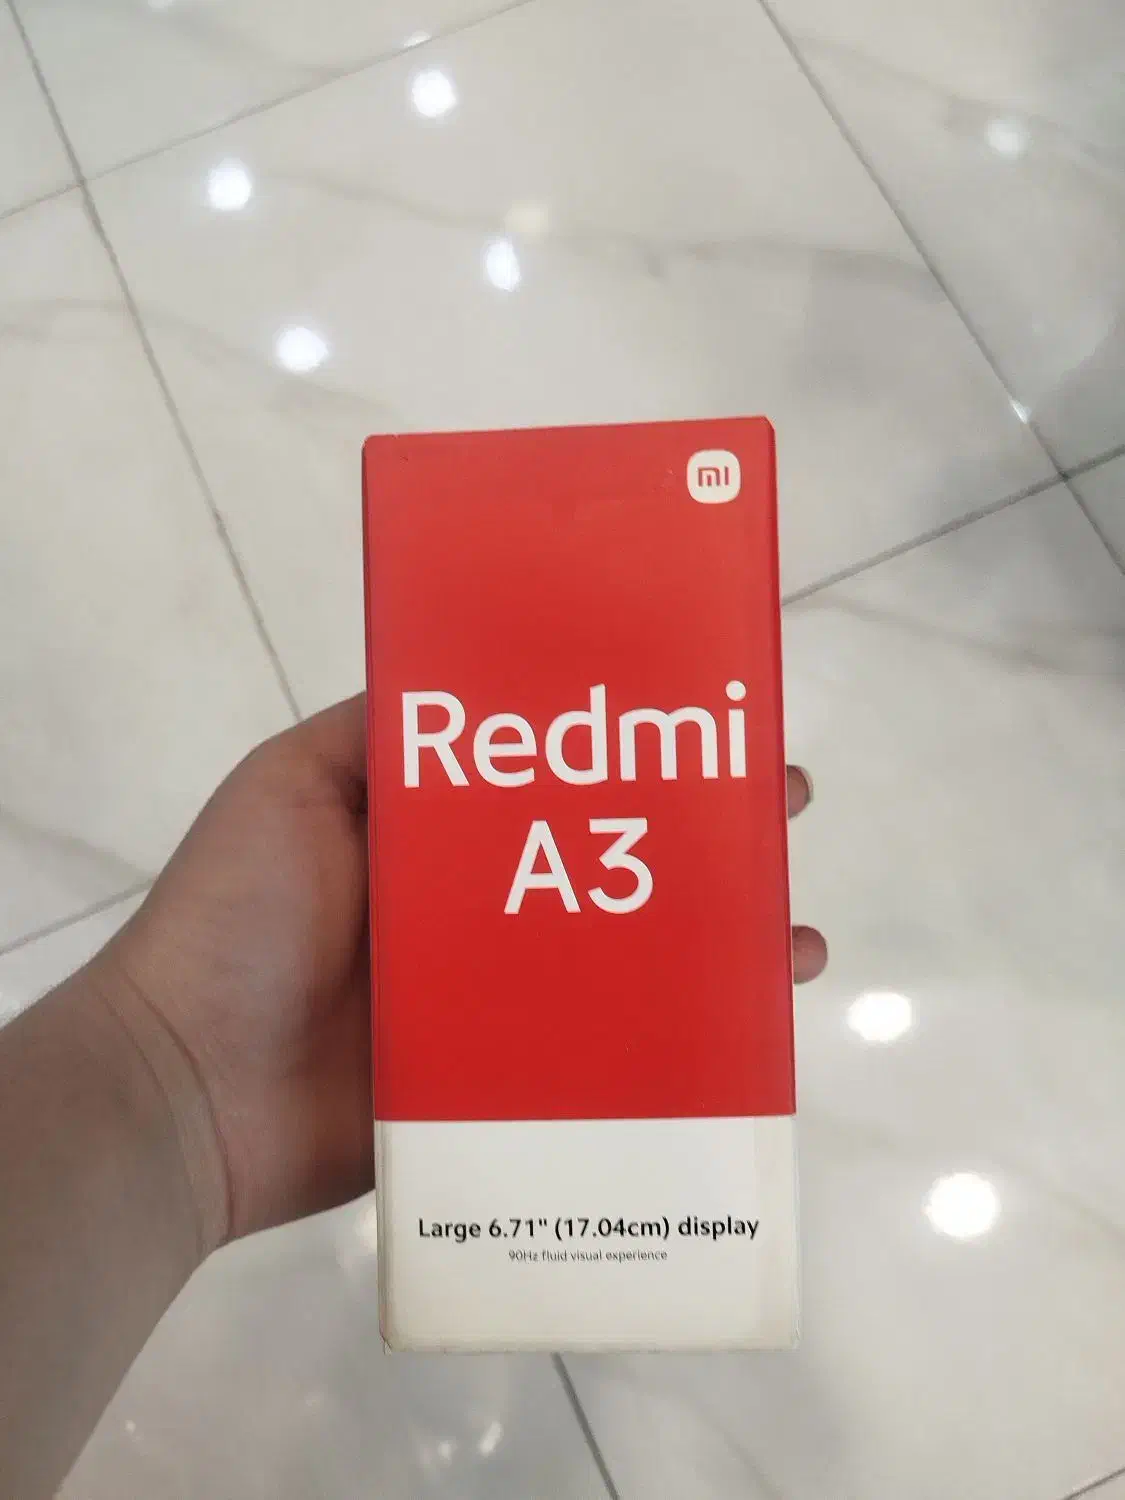 mi
Redmi
A3
Large 6.71" (17.04cm) display
90Hz fluid visual experience